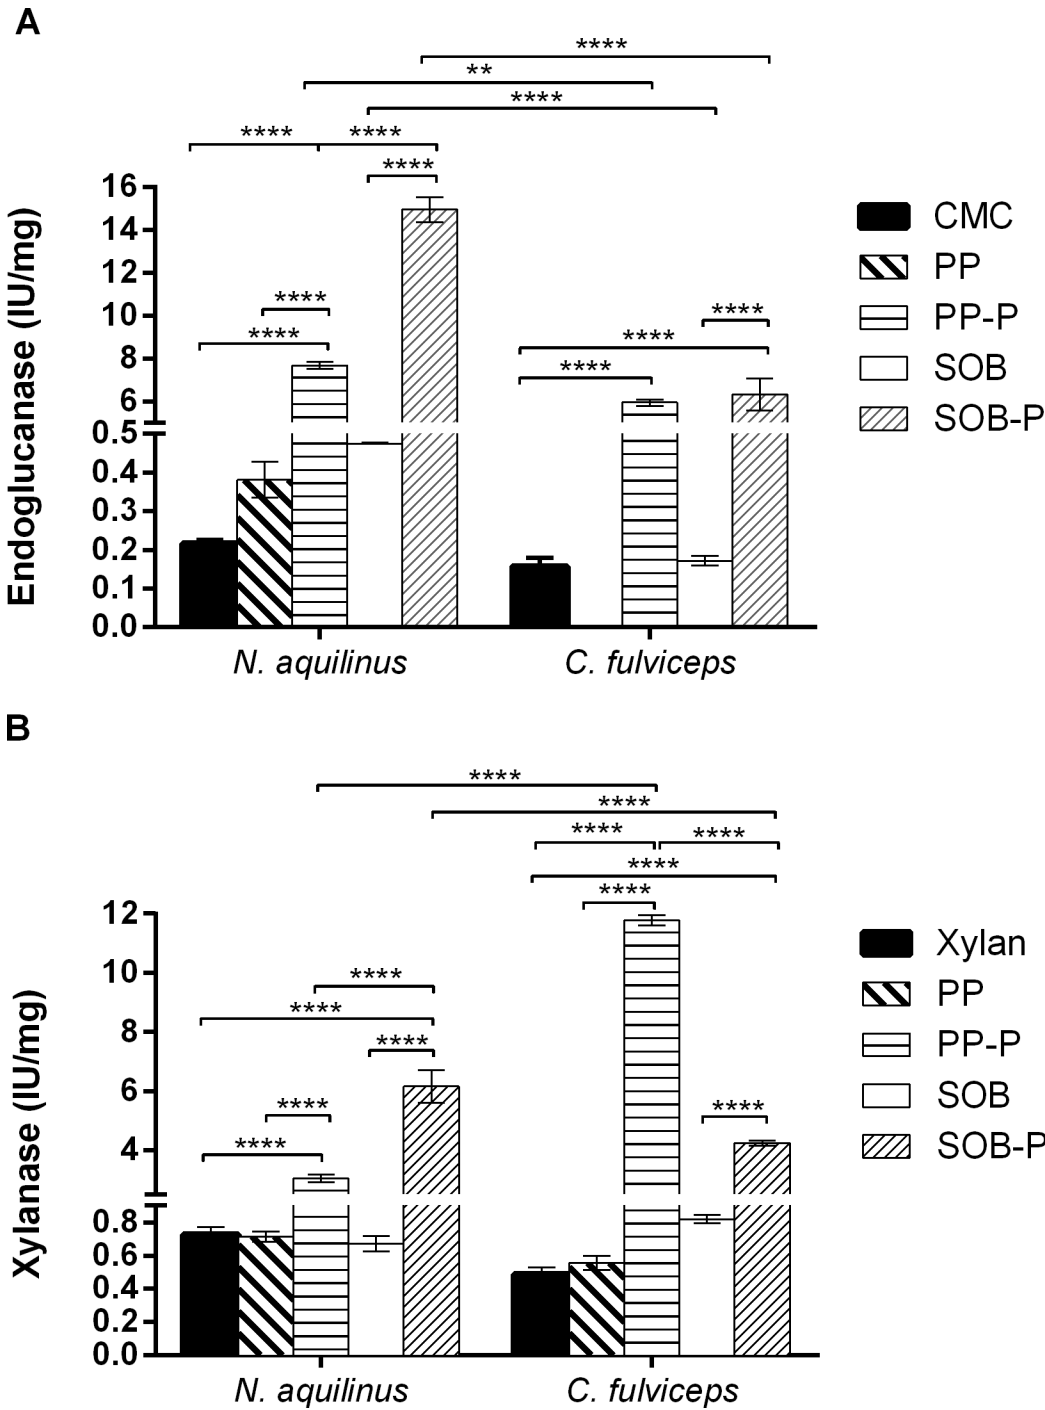 A
****
**
****
**** ****
****
16
14
12
10
8
6
0.5
0.4
0.3
0.2
0.1
0.0
Endoglucanase (IU/mg)
****
****
****
****
****
CMC
PP
PP-P
SOB
SOB-P
N. aquilinus C. fulviceps
B
****
****
**** ****
****
****
12
10
8
6
4
0.8
0.6
0.4
0.2
0.0
Xylanase (IU/mg)
****
****
****
****
****
****
Xylan
PP
PP-P
SOB
SOB-P
N. aquilinus C. fulviceps